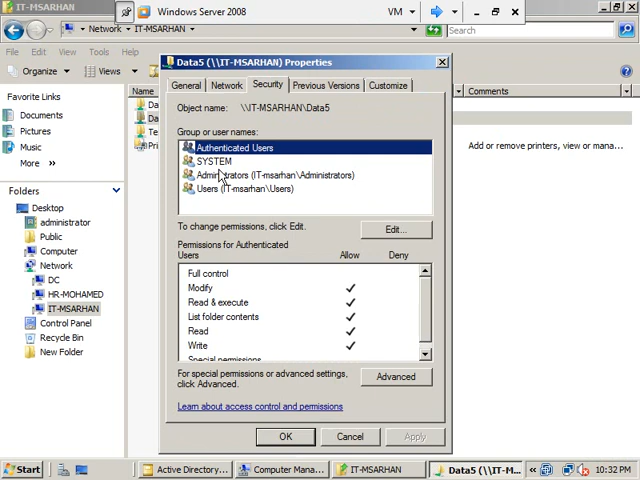 Windows Server 2008
VM
IT-MSARHAN
Network
IT-MSARHAN
Search
File
Edit
View
Tools
Help
Organize
Views
Favorite Links
Documents
Pictures
Music
More »
Folders
Desktop
administrator
Public
Computer
Network
DC
HR-MOHAMED
IT-MSARHAN
Control Panel
Recycle Bin
New Folder
Name
Comments
Add or remove printers, view or mana...
Data5 (\\IT-MSARHAN) Properties
General
Network
Security
Previous Versions
Customize
Object name: \\IT-MSARHAN\Data5
Group or user names:
Authenticated Users
SYSTEM
Administrators (IT-msarhan\Administrators)
Users (IT-msarhan\Users)
To change permissions, click Edit.
Edit...
Permissions for Authenticated
Users
Allow
Deny
Full control
Modify
Read & execute
List folder contents
Read
Write
Special permissions
For special permissions or advanced settings,
click Advanced.
Advanced
Learn about access control and permissions
OK
Cancel
Apply
Start
Active Directory...
Computer Mana...
IT-MSARHAN
Data5 (\\IT-M...
10:32 PM